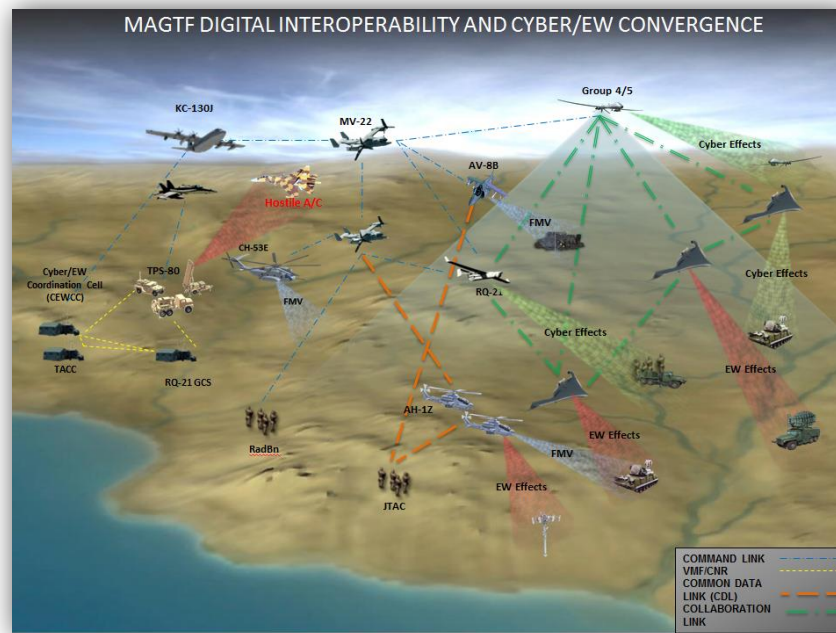 MAGTF DIGITAL INTEROPERABILITY AND CYBER/EW CONVERGENCE
Group 4/5
KC-130J
MV-22
Cyber Effects
AV-8B
Hostile A/C
FMV
CH-53E
Cyber/EW
Coordination Cell
(CEWCC)
TPS-80
RQ-21
Cyber Effects
FMV
Cyber Effects
TACC
RQ-21 GCS
EW Effects
AH-1Z
RadBn
EW Effects
FMV
EW Effects
JTAC
COMMAND LINK
VMF/CNR
COMMON DATA
LINK (CDL)
COLLABORATION
LINK